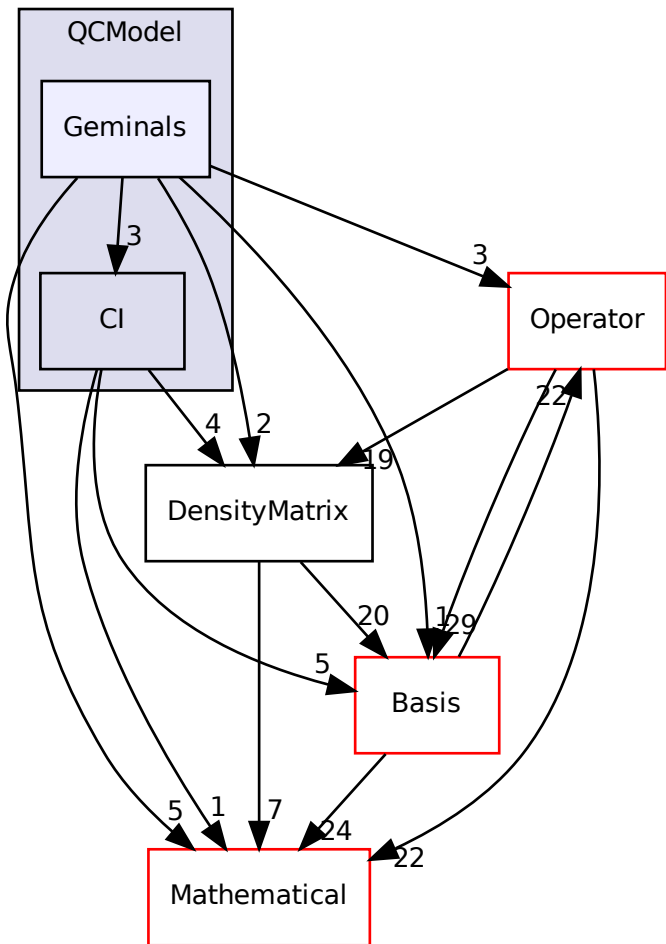 QCModel
Geminals
3
3
CI
Operator
22
4
2
19
DensityMatrix
20
1
29
5
Basis
5
1
7
24
22
Mathematical